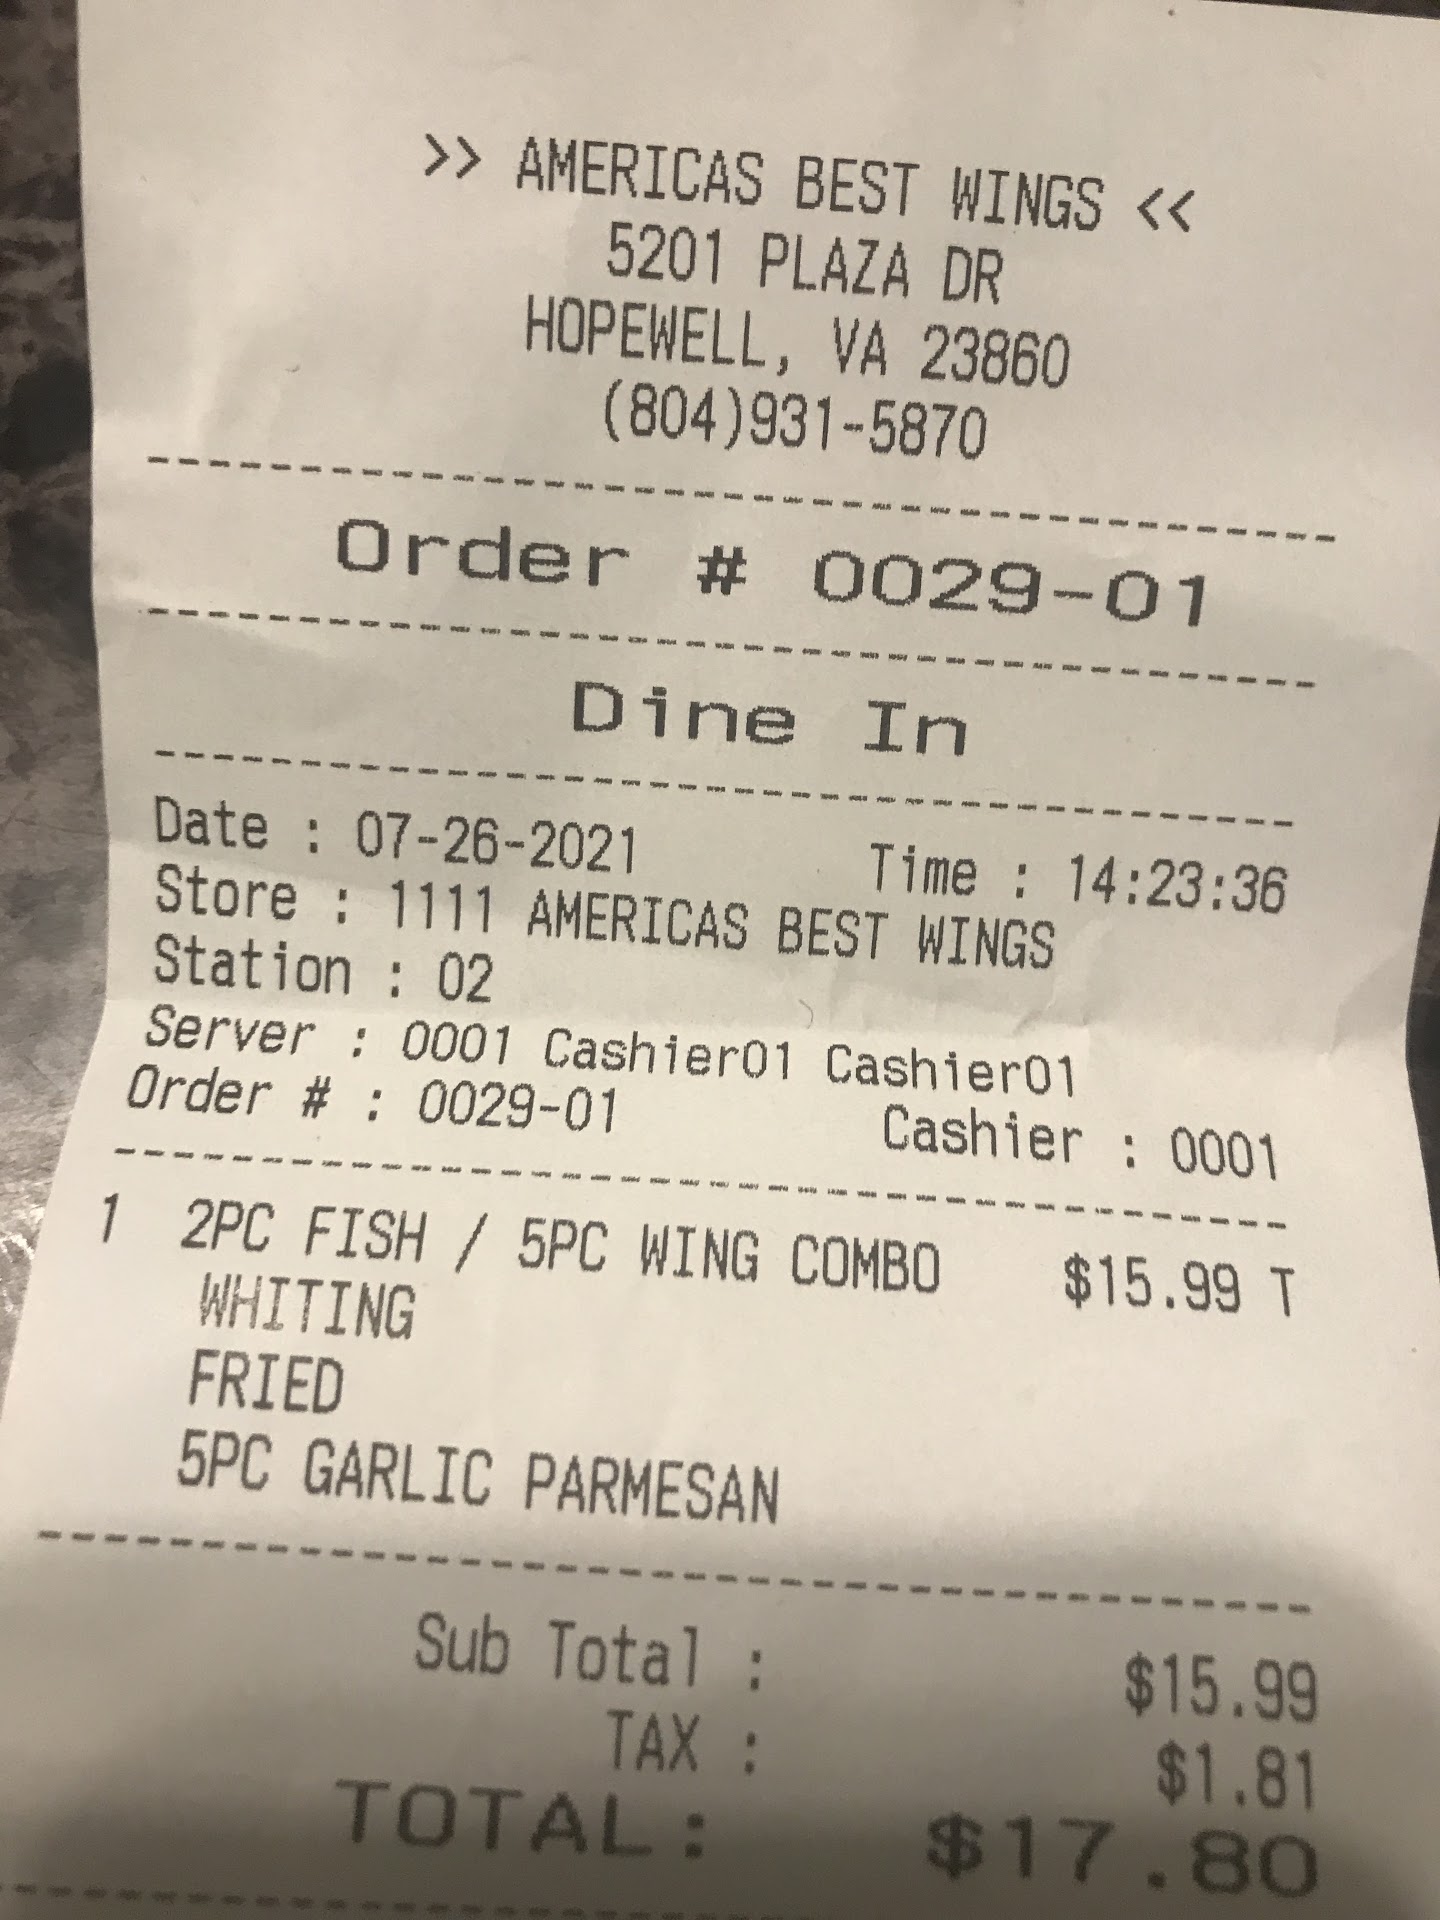 >> AMERICAS BEST WINGS <<
5201 PLAZA DR
HOPEWELL, VA 23860
(804)931-5870
Order # 0029-01
Dine In
Date : 07-26-2021 Time : 14:23:36
Store : 1111 AMERICAS BEST WINGS
Station : 02
Server : 0001 Cashier01 Cashier01
Order # : 0029-01 Cashier : 0001
1 2PC FISH / 5PC WING COMBO $15.99 T
WHITING
FRIED
5PC GARLIC PARMESAN
Sub Total : $15.99
TAX : $1.81
TOTAL: $17.80